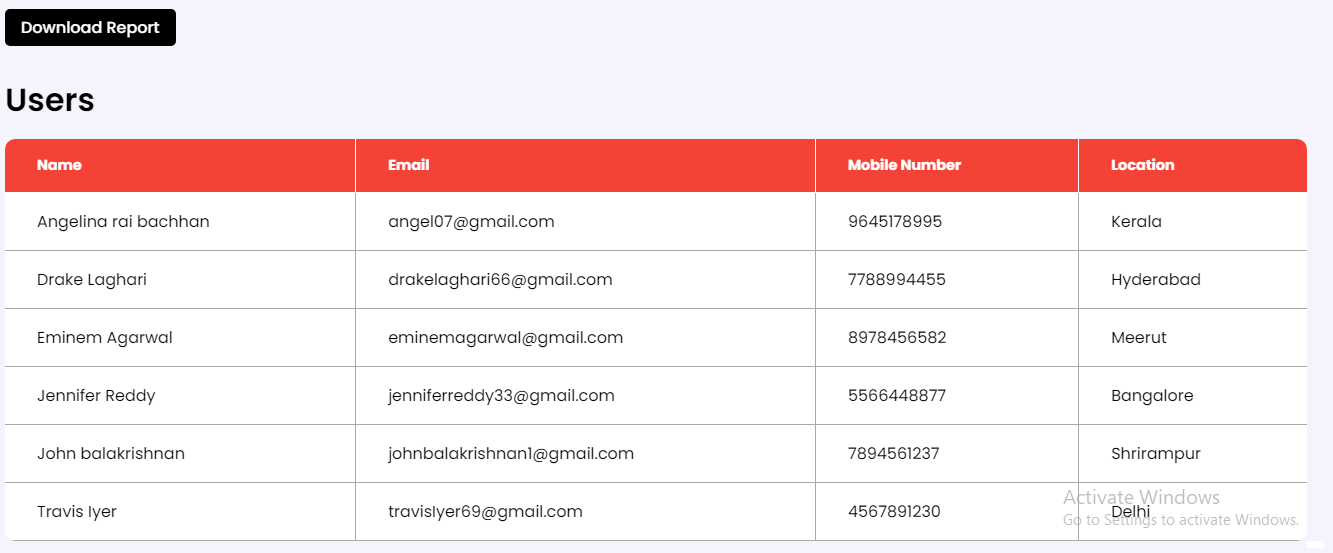 Download Report
Users
Name Email Mobile Number Location
Angelina rai bachhan angel07@gmail.com 9645178995 Kerala
Drake Laghari drakelaghari66@gmail.com 7788994455 Hyderabad
Eminem Agarwal eminemagarwal@gmail.com 8978456582 Meerut
Jennifer Reddy jenniferreddy33@gmail.com 5566448877 Bangalore
John balakrishnan johnbalakrishnan1@gmail.com 7894561237 Shrirampur
Travis Iyer travisIyer69@gmail.com 4567891230 Delhi
Activate Windows
Go to Settings to activate Windows.